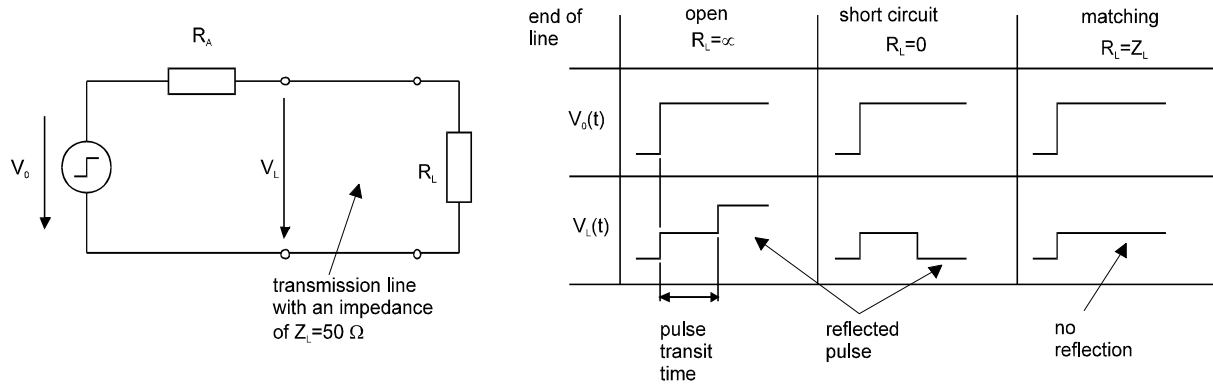 R_A
V_0
V_L
R_L
transmission line
with an impedance
of Z_L=50 Ω
end of
line
open
R_L=∝
short circuit
R_L=0
matching
R_L=Z_L
V_0(t)
V_L(t)
pulse
transit
time
reflected
pulse
no
reflection